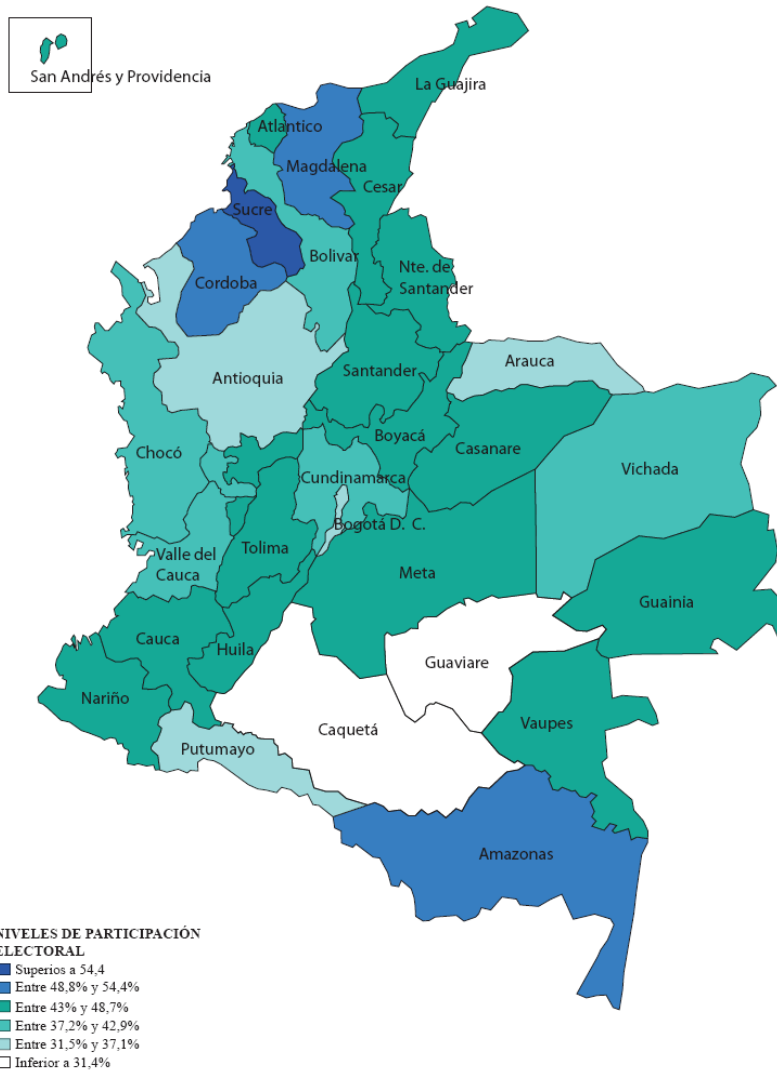 San Andrés y Providencia
La Guajira
Atlantico
Magdalena
Cesar
Sucre
Bolivar
Cordoba
Nte. de
Santander
Arauca
Antioquia
Santander
Boyacá
Casanare
Chocó
Cundinamarca
Vichada
Bogotá D. C.
Tolima
Valle del
Cauca
Meta
Guainia
Cauca
Huila
Guaviare
Nariño
Vaupes
Caquetá
Putumayo
Amazonas
NIVELES DE PARTICIPACIÓN
ELECTORAL
Superios a 54,4
Entre 48,8% y 54,4%
Entre 43% y 48,7%
Entre 37,2% y 42,9%
Entre 31,5% y 37,1%
Inferior a 31,4%